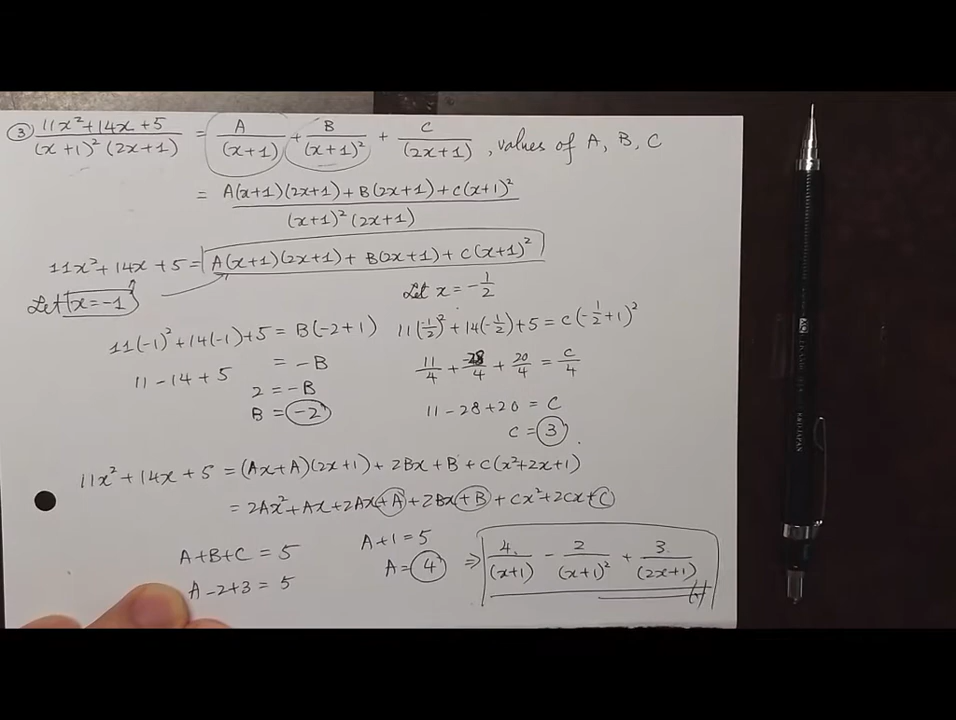 ③ 11x²+14x+5 / (x+1)²(2x+1) = A/(x+1) + B/(x+1)² + C/(2x+1) , values of A, B, C
= A(x+1)(2x+1)+B(2x+1)+C(x+1)² / (x+1)²(2x+1)
11x²+14x+5 = A(x+1)(2x+1)+B(2x+1)+C(x+1)²
Let x=-1
11(-1)²+14(-1)+5 = B(-2+1)
11-14+5 = -B
2 = -B
B = -2
Let x = -1/2
11(-1/2)²+14(-1/2)+5 = C(-1/2+1)²
11/4 + -28/4 + 20/4 = C/4
11-28+20 = C
C = 3
11x²+14x+5 = (Ax+A)(2x+1)+2Bx+B+C(x²+2x+1)
= 2Ax²+Ax+2Ax+A+2Bx+B+Cx²+2Cx+C
A+B+C = 5
A-2+3 = 5
A+1=5
A=4
⇒ 4/(x+1) - 2/(x+1)² + 3/(2x+1)